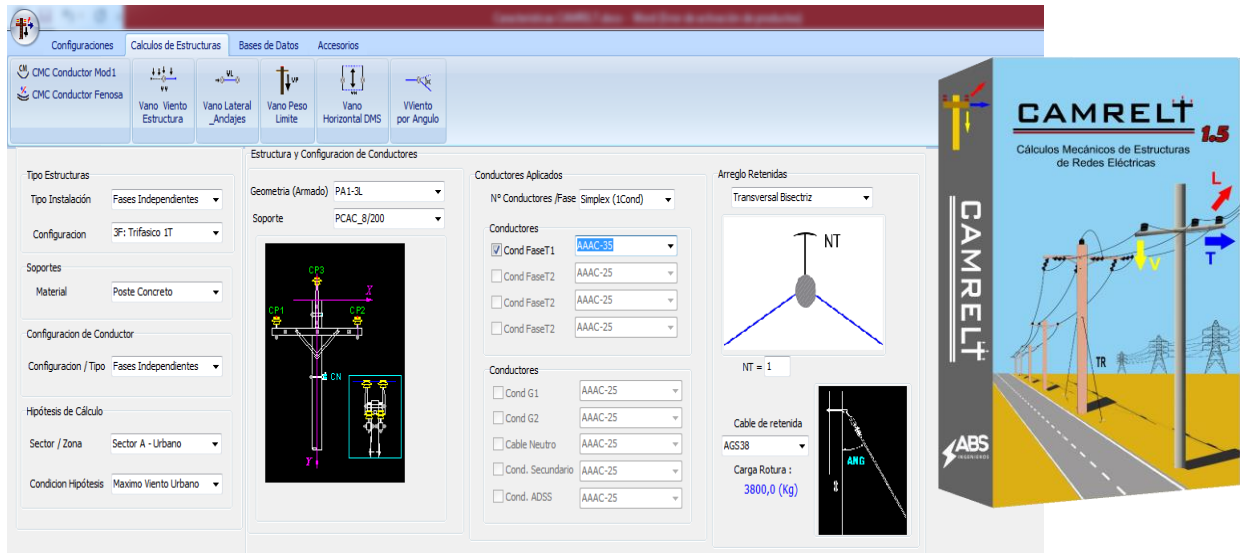 Configuraciones Calculos de Estructuras Bases de Datos Accesorios
CM CMC Conductor Mod1
CMC Conductor Fenosa
VV
Vano Viento
Estructura
VL
Vano Lateral
_Andajes
VP
Vano Peso
Limite
Vano
Horizontal DMS
VViento
por Angulo
Tipo Estructuras
Tipo Instalación Fases Independientes
Configuracion 3F: Trifasico 1T
Soportes
Material Poste Concreto
Configuracion de Conductor
Configuracion / Tipo Fases Independientes
Hipótesis de Cálculo
Sector / Zona Sector A - Urbano
Condicion Hipótesis Maximo Viento Urbano
Estructura y Configuracion de Conductores
Geometria (Armado) PA1-3L
Soporte PCAC_8/200
CP3
X
CP1 CP2
CN
Y
Conductores Aplicados
Nº Conductores /Fase Simplex (1Cond)
Conductores
Cond FaseT1 AAAC-35
Cond FaseT2 AAAC-25
Cond FaseT2 AAAC-25
Cond FaseT2 AAAC-25
Conductores
Cond G1 AAAC-25
Cond G2 AAAC-25
Cable Neutro AAAC-25
Cond. Secundario AAAC-25
Cond. ADSS AAAC-25
Arreglo Retenidas
Transversal Bisectriz
NT
NT = 1
Cable de retenida
AGS38
Carga Rotura :
3800,0 (Kg)
ANG
CAMRELT
1.5
Cálculos Mecánicos de Estructuras
de Redes Eléctricas
L
T
V
TR
CAMRELT
ABS
INGENIEROS